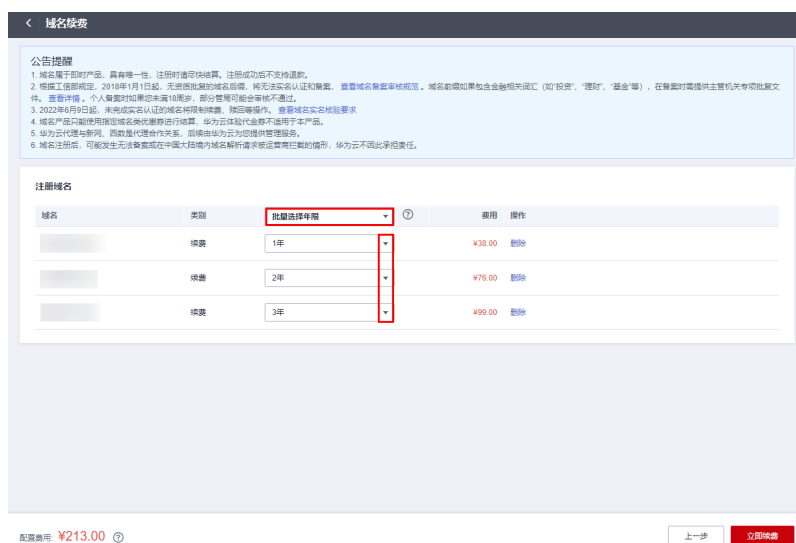 域名续费
公告提醒
1. 域名属于即时产品，具有唯一性，注册时请尽快结算。注册成功后不支持退款。
2. 根据工信部规定，2018年1月1日起，无资质批复的域名后缀，将无法实名认证和备案， 查看域名备案审核规范 。域名前缀如果包含金融相关词汇（如“投资”、“理财”、“基金”等），在备案时需提供主管机关专项批复文
件。 查看详情 。个人备案时如果您未满18周岁，部分管局可能会审核不通过。
3. 2022年6月9日起，未完成实名认证的域名将限制续费、赎回等操作。 查看域名实名核验要求
4. 域名产品只能使用指定域名类优惠券进行结算，华为云体验代金券不适用于本产品。
5. 华为云代理与新网、西数是代理合作关系，后续由华为云为您提供管理服务。
6. 域名注册后，可能发生无法备案或在中国大陆境内域名解析请求被运营商拦截的情形，华为云不因此承担责任。
注册域名
域名 类别 批量选择年限 费用 操作
续费 1年 ¥38.00 删除
续费 2年 ¥76.00 删除
续费 3年 ¥99.00 删除
配置费用: ¥213.00 上一步 立即续费